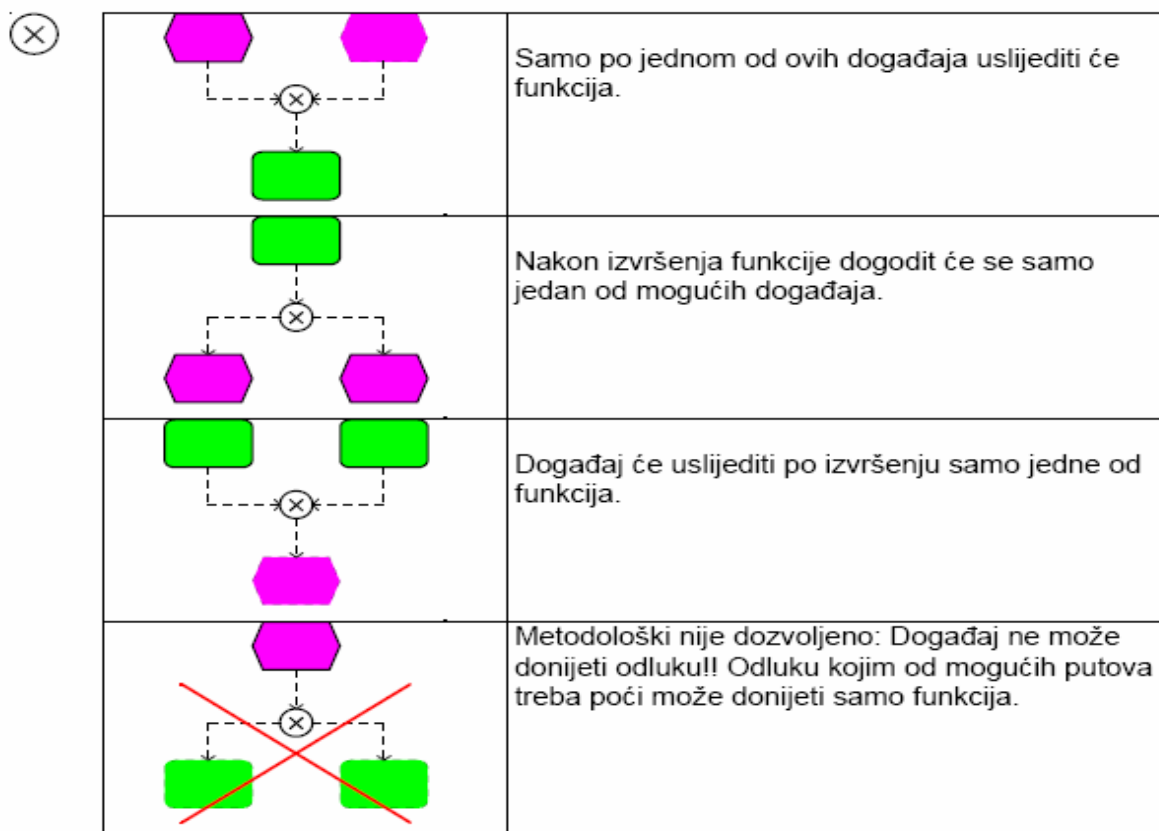 Samo po jednom od ovih događaja uslijediti će
funkcija.
Nakon izvršenja funkcije dogodit će se samo
jedan od mogućih događaja.
Događaj će uslijediti po izvršenju samo jedne od
funkcija.
Metodološki nije dozvoljeno: Događaj ne može
donijeti odluku!! Odluku kojim od mogućih putova
treba poći može donijeti samo funkcija.